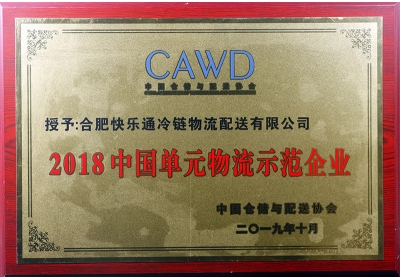 CAWD
中国仓储与配送协会
授予:合肥快乐通冷链物流配送有限公司
2018中国单元物流示范企业
中国仓储与配送协会
二〇一九年十月